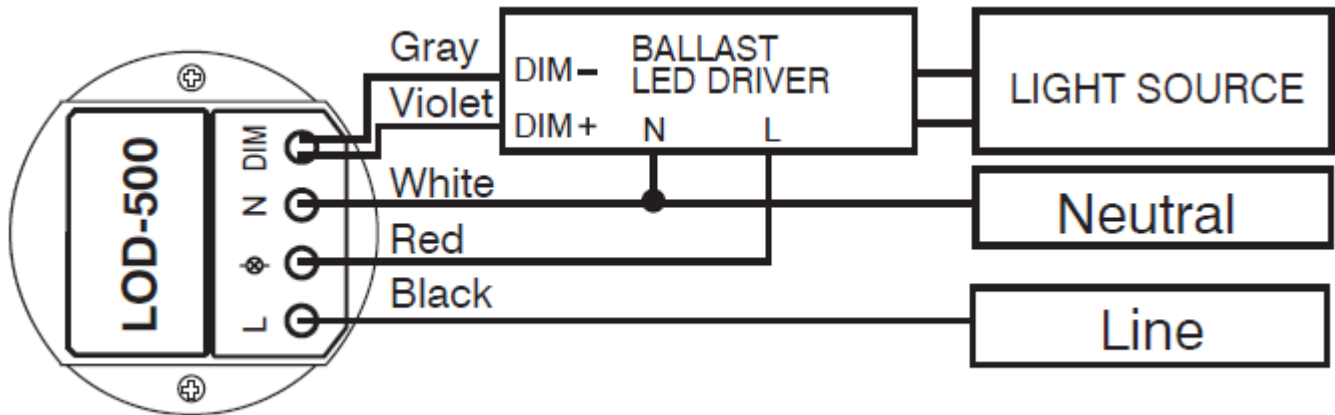 Gray
Violet
White
Red
Black
LOD-500
DIM
N
L
DIM-
DIM+
BALLAST
LED DRIVER
N L
LIGHT SOURCE
Neutral
Line